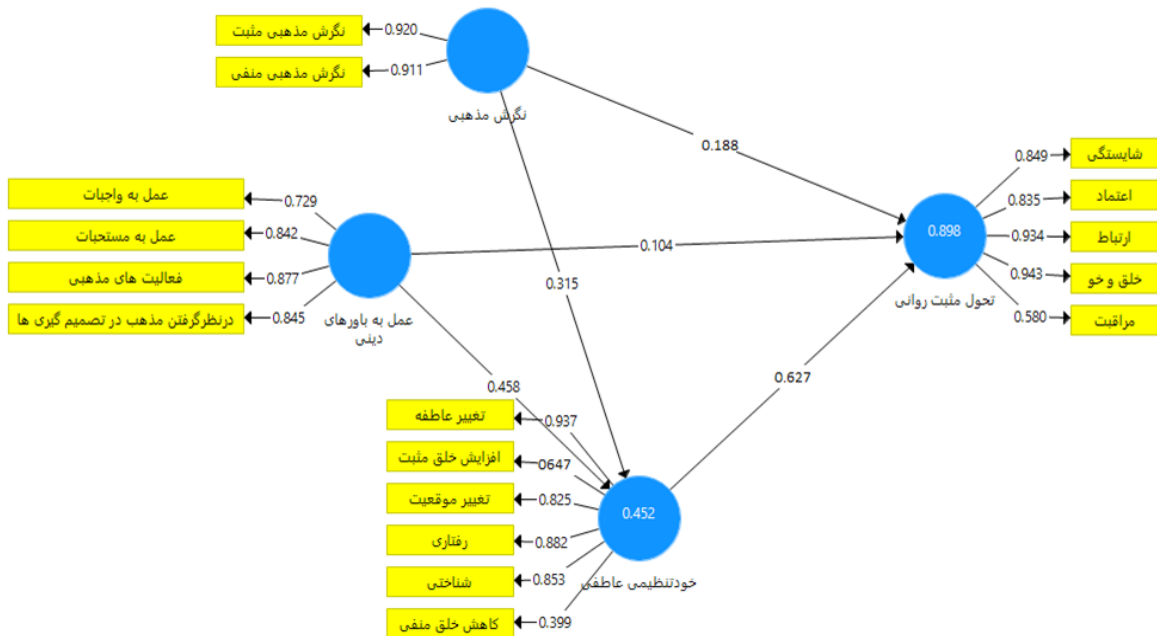 نگرش مذهبی مثبت
0.920
نگرش مذهبی منفی
0.911
نگرش مذهبی
0.188
0.315
عمل به واجبات
0.729
عمل به مستحبات
0.842
فعالیت های مذهبی
0.877
درنظرگرفتن مذهب در تصمیم گیری ها
0.845
عمل به باورهای
دینی
0.104
0.458
0.898
تحول مثبت روانی
شایستگی
0.849
اعتماد
0.835
ارتباط
0.934
خلق و خو
0.943
مراقبت
0.580
0.627
تغییر عاطفه
0.937
افزایش خلق مثبت
0647
تغییر موقعیت
0.825
رفتاری
0.882
شناختی
0.853
کاهش خلق منفی
0.399
0.452
خودتنظیمی عاطفی